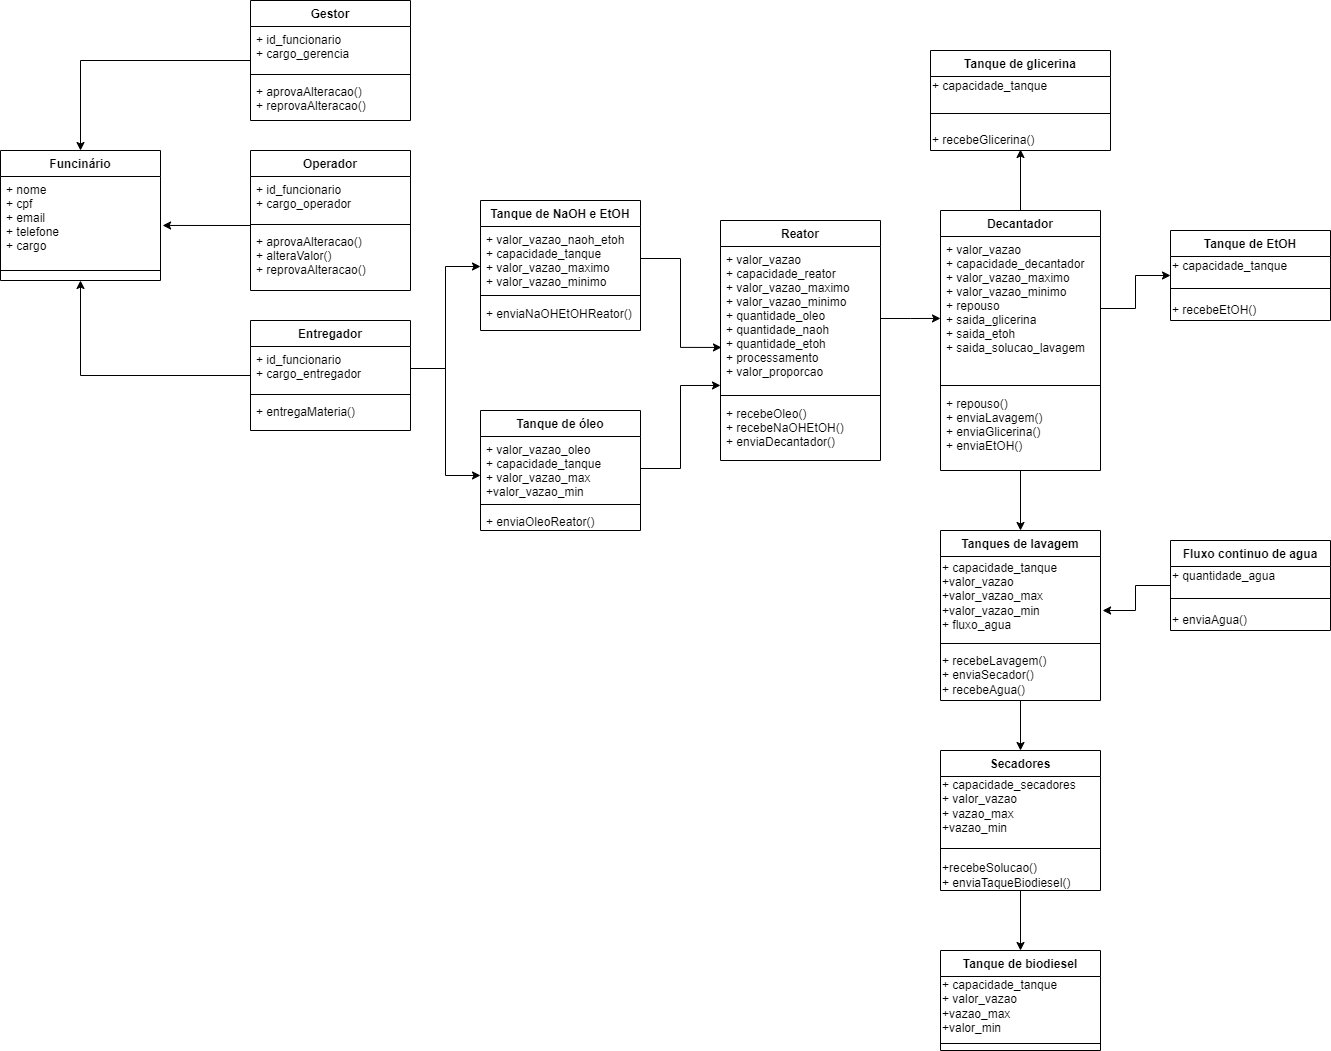 Gestor
+ id_funcionario
+ cargo_gerencia
+ aprovaAlteracao()
+ reprovaAlteracao()
Funcinário
+ nome
+ cpf
+ email
+ telefone
+ cargo
Operador
+ id_funcionario
+ cargo_operador
+ aprovaAlteracao()
+ alteraValor()
+ reprovaAlteracao()
Entregador
+ id_funcionario
+ cargo_entregador
+ entregaMateria()
Tanque de NaOH e EtOH
+ valor_vazao_naoh_etoh
+ capacidade_tanque
+ valor_vazao_maximo
+ valor_vazao_minimo
+ enviaNaOHEtOHReator()
Tanque de óleo
+ valor_vazao_oleo
+ capacidade_tanque
+ valor_vazao_max
+valor_vazao_min
+ enviaOleoReator()
Reator
+ valor_vazao
+ capacidade_reator
+ valor_vazao_maximo
+ valor_vazao_minimo
+ quantidade_oleo
+ quantidade_naoh
+ quantidade_etoh
+ processamento
+ valor_proporcao
+ recebeOleo()
+ recebeNaOHEtOH()
+ enviaDecantador()
Tanque de glicerina
+ capacidade_tanque
+ recebeGlicerina()
Decantador
+ valor_vazao
+ capacidade_decantador
+ valor_vazao_maximo
+ valor_vazao_minimo
+ repouso
+ saida_glicerina
+ saida_etoh
+ saida_solucao_lavagem
+ repouso()
+ enviaLavagem()
+ enviaGlicerina()
+ enviaEtOH()
Tanque de EtOH
+ capacidade_tanque
+ recebeEtOH()
Tanques de lavagem
+ capacidade_tanque
+valor_vazao
+valor_vazao_max
+valor_vazao_min
+ fluxo_agua
+ recebeLavagem()
+ enviaSecador()
+ recebeAgua()
Fluxo continuo de agua
+ quantidade_agua
+ enviaAgua()
Secadores
+ capacidade_secadores
+ valor_vazao
+ vazao_max
+vazao_min
+recebeSolucao()
+ enviaTaqueBiodiesel()
Tanque de biodiesel
+ capacidade_tanque
+ valor_vazao
+vazao_max
+valor_min